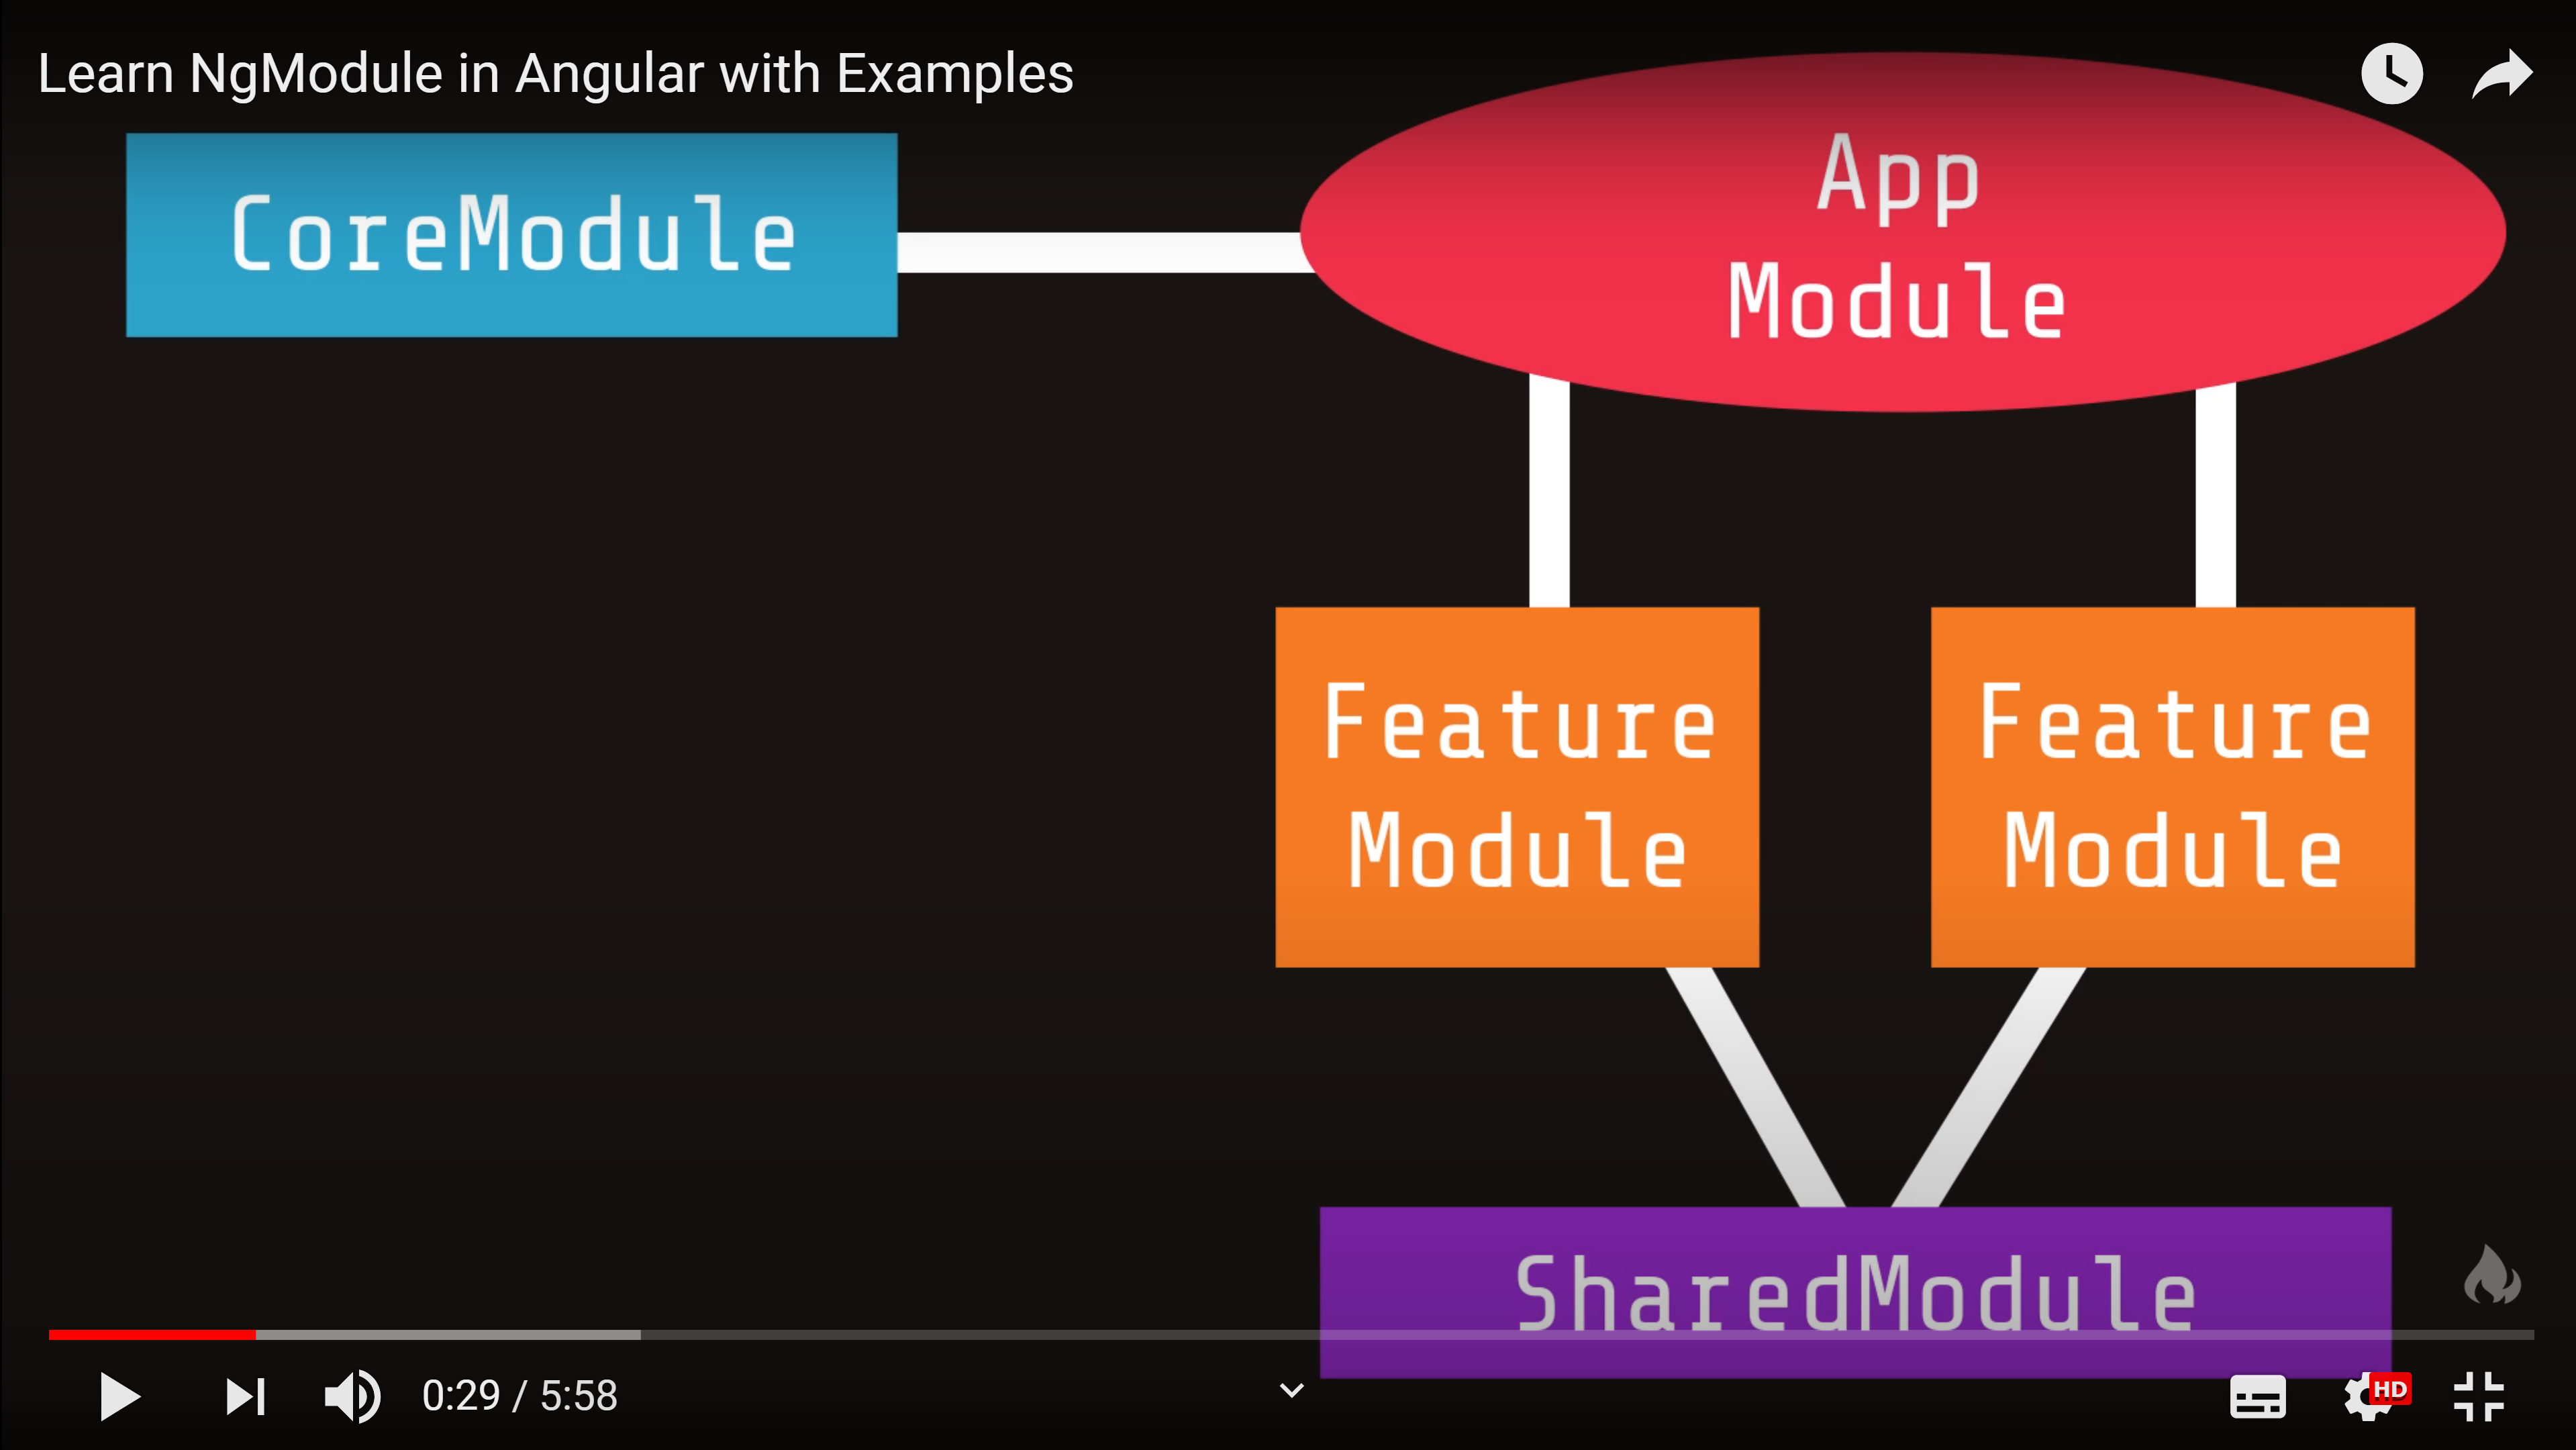 Learn NgModule in Angular with Examples
CoreModule
App
Module
Feature
Module
Feature
Module
SharedModule
0:29 / 5:58
HD